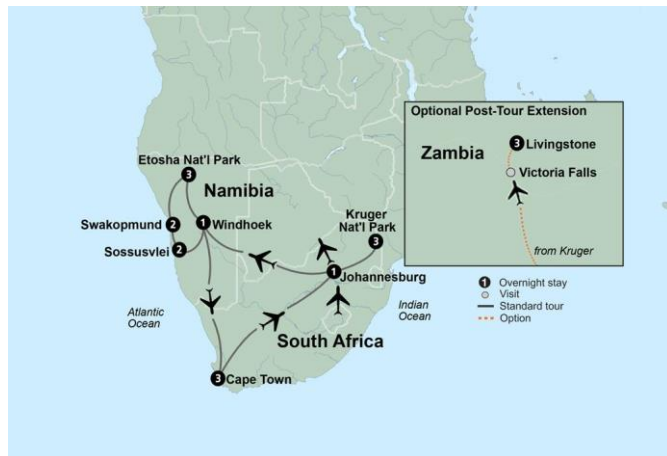 Optional Post-Tour Extension
3
Livingstone
Zambia
Victoria Falls
from Kruger
Etosha Nat'l Park
3
Namibia
Swakopmund
2
1
Windhoek
Sossusvlei
2
Kruger
Nat'l Park
3
1
Johannesburg
Atlantic
Ocean
Indian
Ocean
South Africa
3
Cape Town
1
Overnight stay
Visit
Standard tour
Option